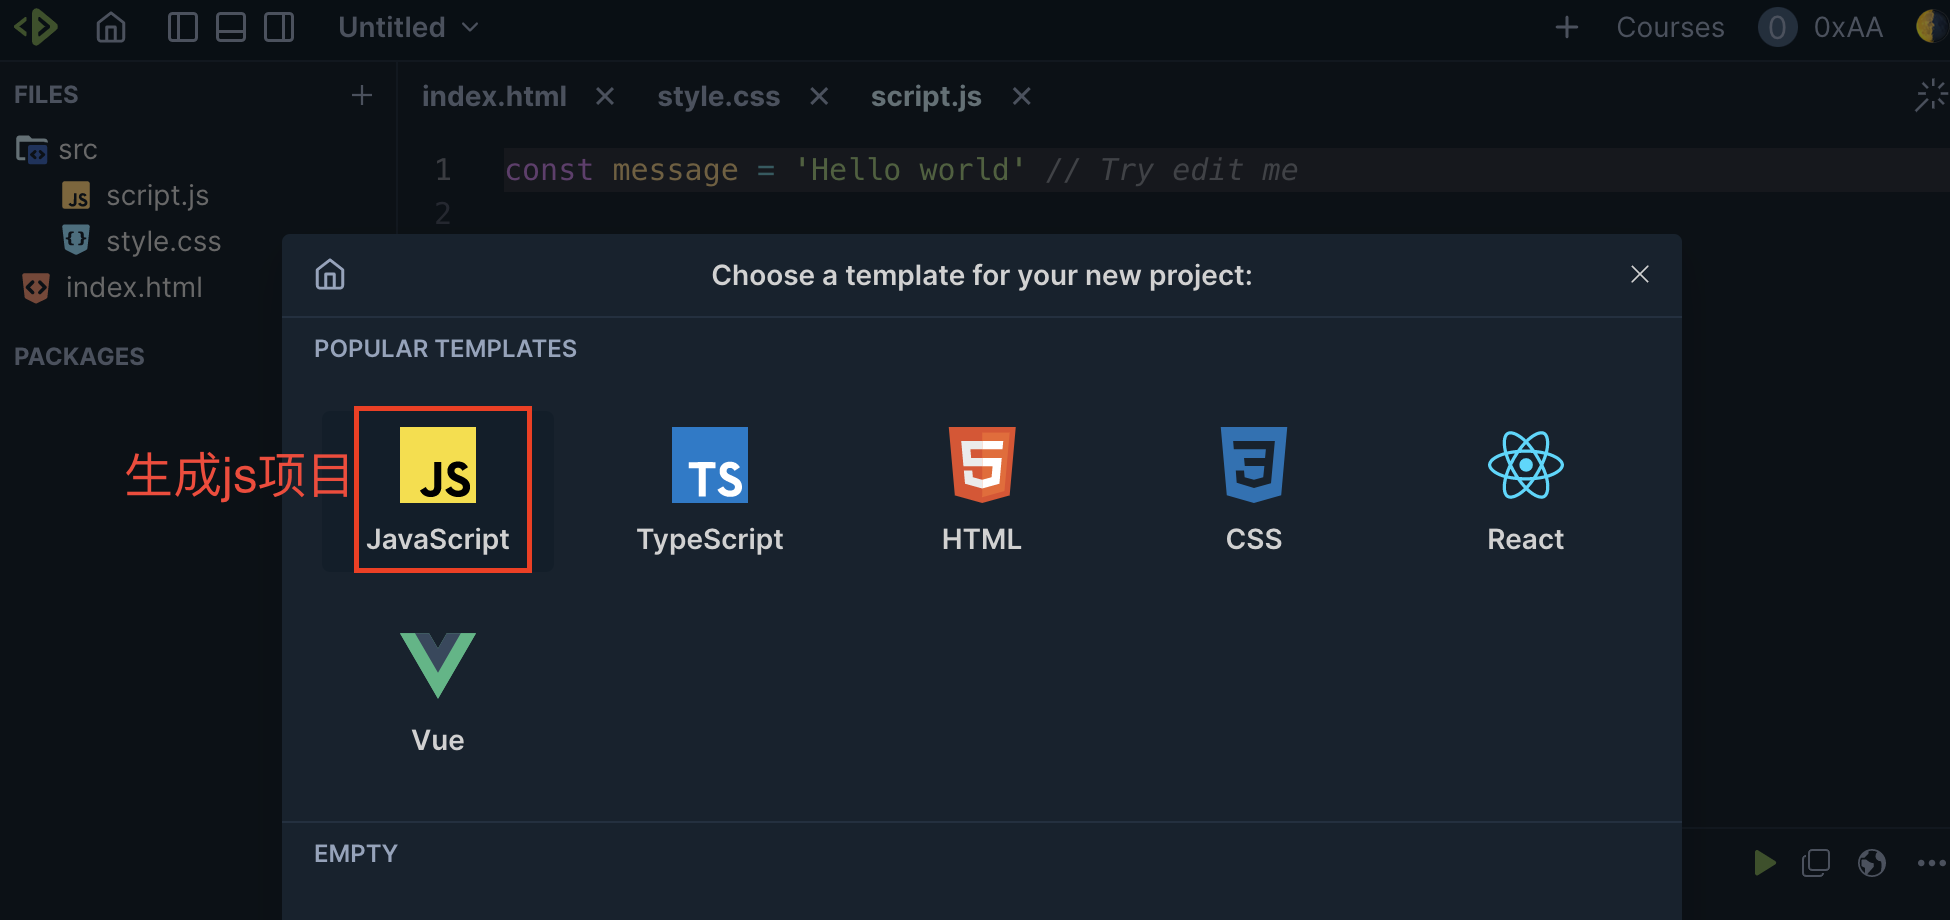 Untitled
Courses
0
0xAA
FILES
index.html
style.css
script.js
src
script.js
style.css
index.html
PACKAGES
1
const message = 'Hello world' // Try edit me
2
Choose a template for your new project:
POPULAR TEMPLATES
生成js项目
JS
TS
JavaScript
TypeScript
HTML
CSS
React
Vue
EMPTY